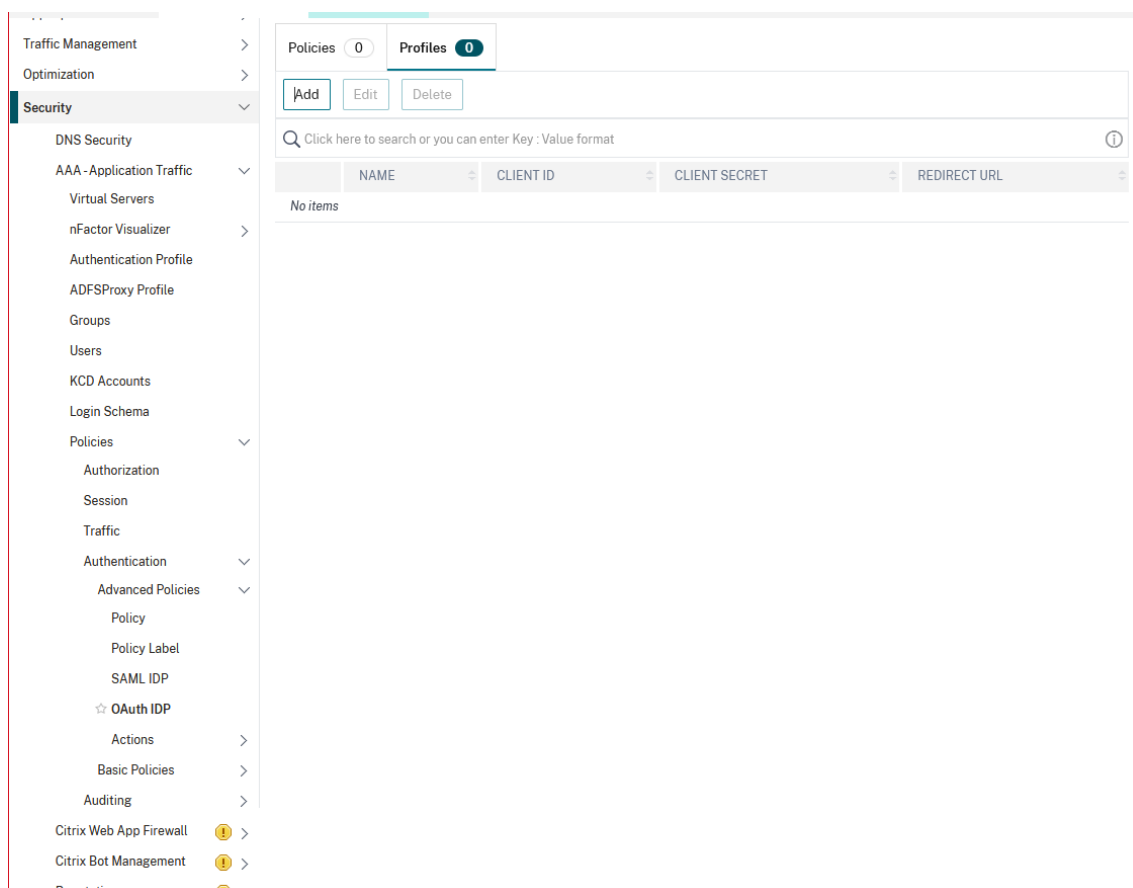 Traffic Management
Optimization
Security
DNS Security
AAA - Application Traffic
Virtual Servers
nFactor Visualizer
Authentication Profile
ADFSProxy Profile
Groups
Users
KCD Accounts
Login Schema
Policies
Authorization
Session
Traffic
Authentication
Advanced Policies
Policy
Policy Label
SAML IDP
OAuth IDP
Actions
Basic Policies
Auditing
Citrix Web App Firewall
Citrix Bot Management
Policies 0 Profiles 0
Add Edit Delete
Click here to search or you can enter Key : Value format
NAME CLIENT ID CLIENT SECRET REDIRECT URL
No items